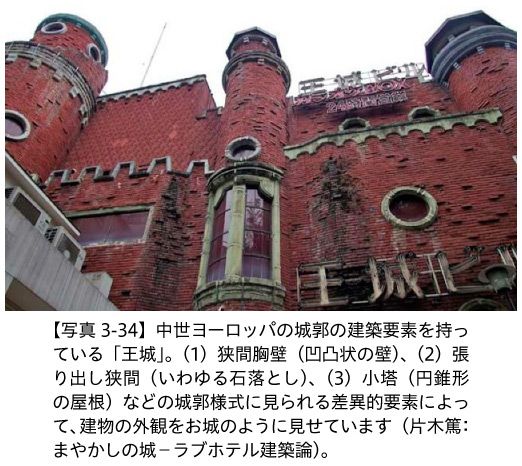 王城ビル
24時間営業
王城ビル
【写真 3-34】中世ヨーロッパの城郭の建築要素を持っ
ている「王城」。（1）狭間胸壁（凹凸状の壁）、（2）張
り出し狭間（いわゆる石落とし）、（3）小塔（円錐形
の屋根）などの城郭様式に見られる差異的要素によっ
て、建物の外観をお城のように見せています（片木篤：
まやかしの城－ラブホテル建築論）。